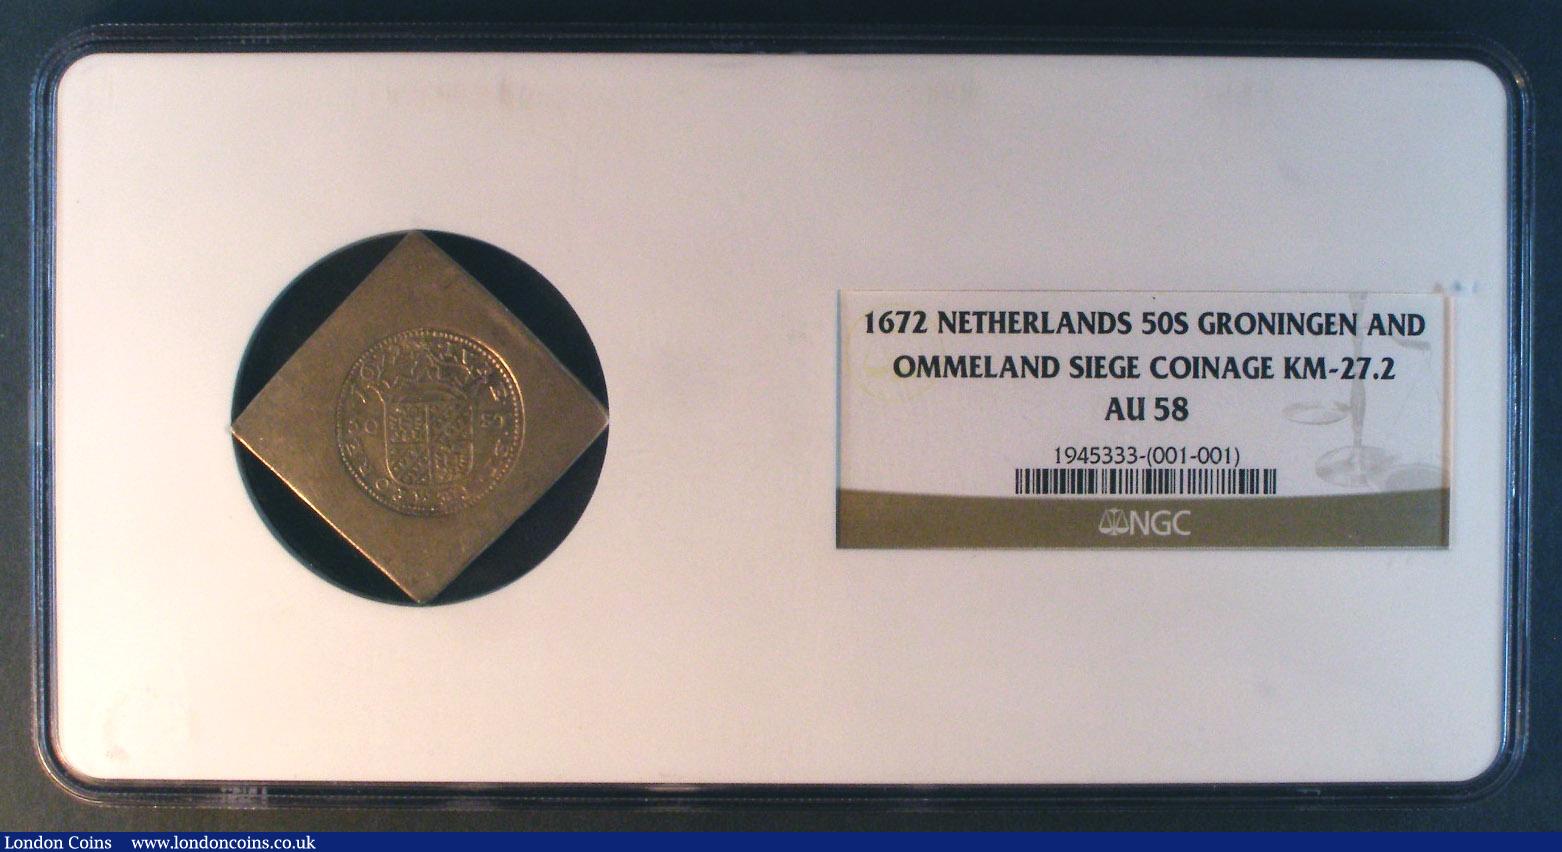 1672 NETHERLANDS 50S GRONINGEN AND
OMMELAND SIEGE COINAGE KM-27.2
AU 58
1945333-(001-001)
NGC
London Coins www.londoncoins.co.uk